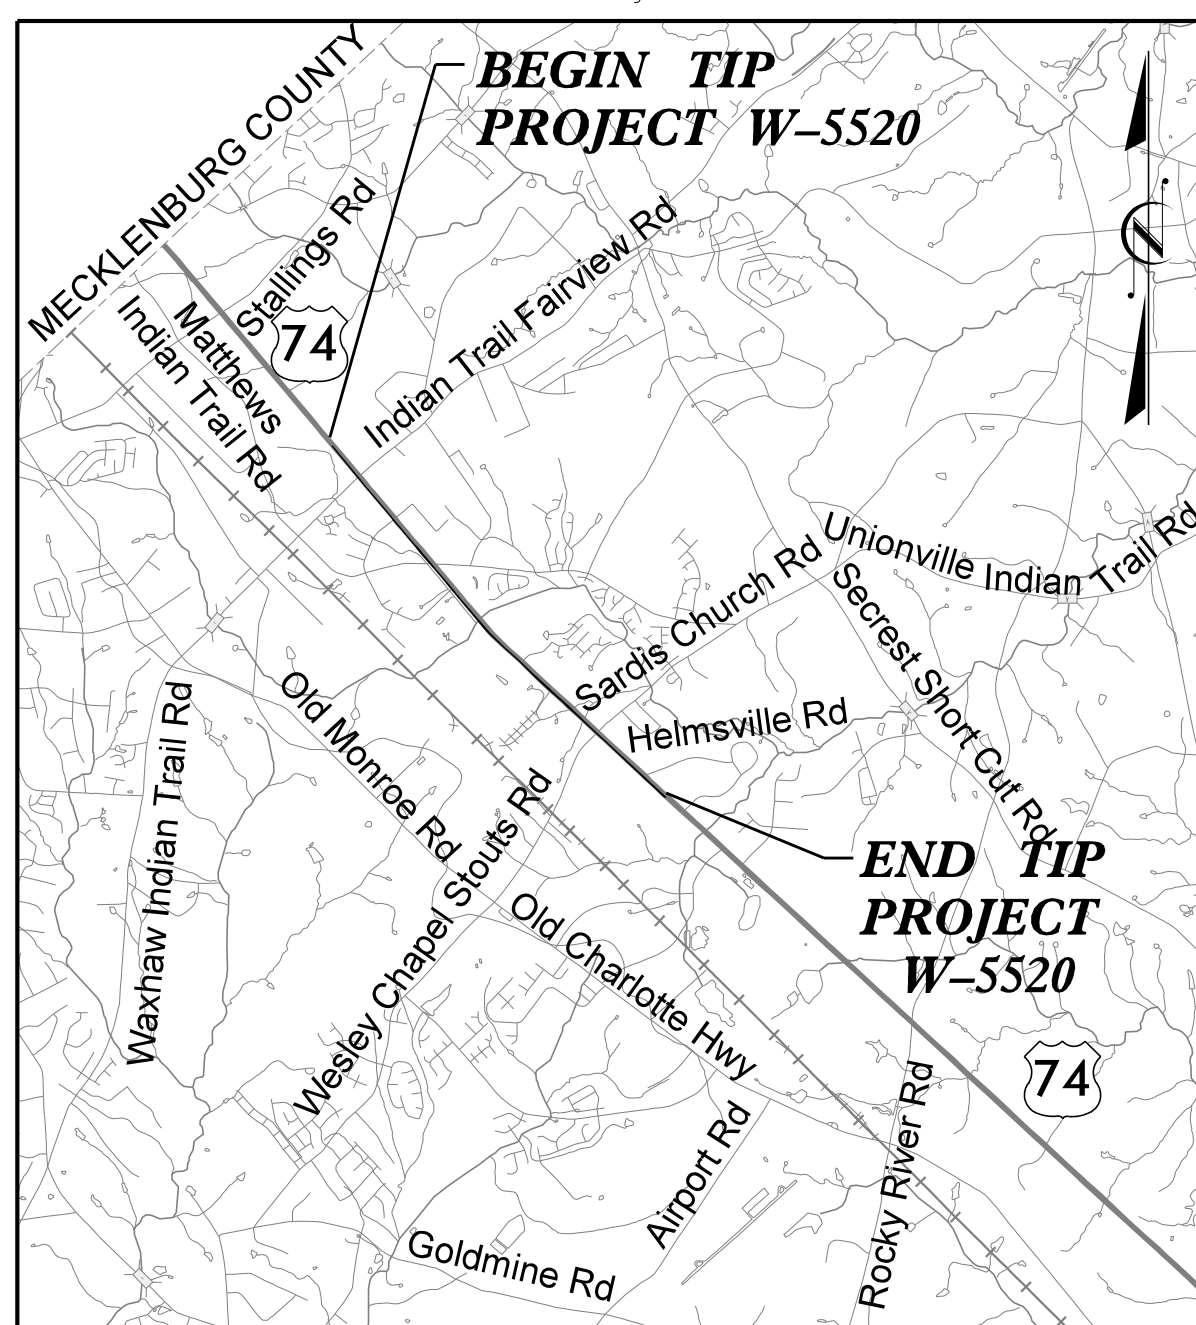 MECKLENBURG COUNTY
BEGIN TIP
PROJECT W–5520
Stallings Rd
74
Matthews
Indian Trail Rd
Indian Trail Fairview Rd
N
Unionville Indian Trail Rd
Sardis Church Rd
Secrest Short Cut Rd
Helmsville Rd
Old Monroe Rd
Waxhaw Indian Trail Rd
Wesley Chapel Stouts Rd
END TIP
PROJECT
W–5520
Old Charlotte Hwy
74
Airport Rd
Rocky River Rd
Goldmine Rd